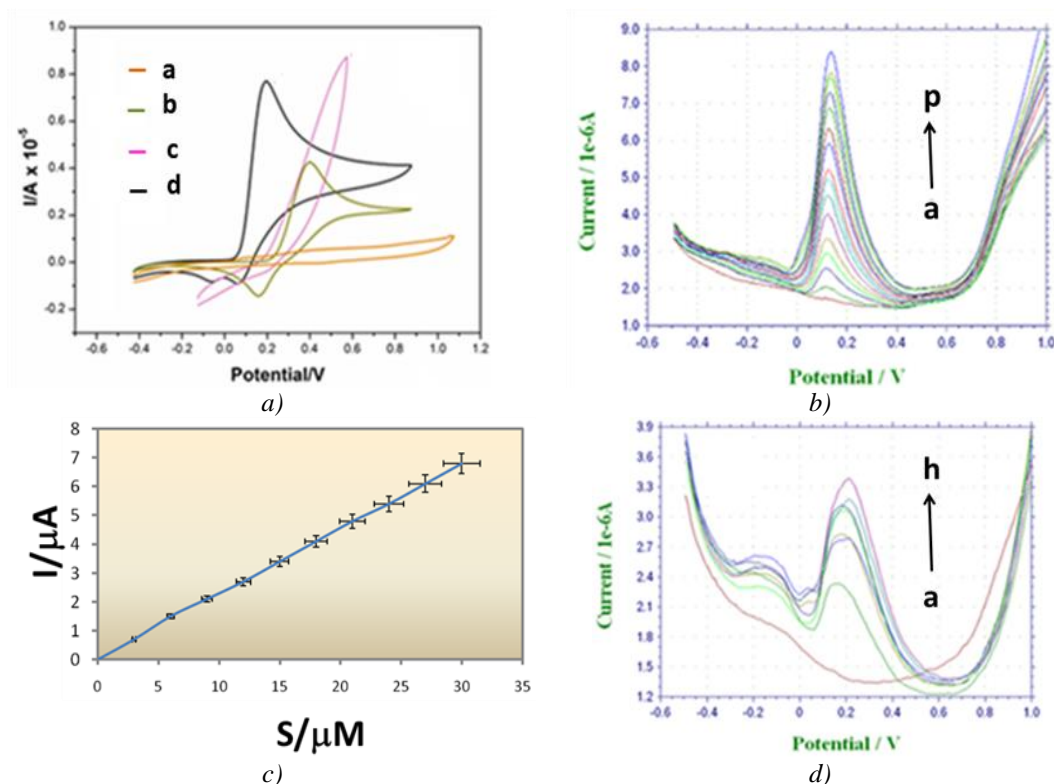 I/A x 10⁻⁵
1.0
0.8
0.6
0.4
0.2
0.0
-0.2
a
b
c
d
-0.6 -0.4 -0.2 0.0 0.2 0.4 0.6 0.8 1.0 1.2
Potential/V
a)
Current / 1e-6A
9.0
8.0
7.0
6.0
5.0
4.0
3.0
2.0
1.0
p
a
-0.6 -0.4 -0.2 0 0.2 0.4 0.6 0.8 1.0
Potential / V
b)
I/μA
8
7
6
5
4
3
2
1
0
0 5 10 15 20 25 30 35
S/μM
c)
Current / 1e-6A
3.9
3.6
3.3
3.0
2.7
2.4
2.1
1.8
1.5
1.2
h
a
-0.6 -0.4 -0.2 0 0.2 0.4 0.6 0.8 1.0
Potential / V
d)